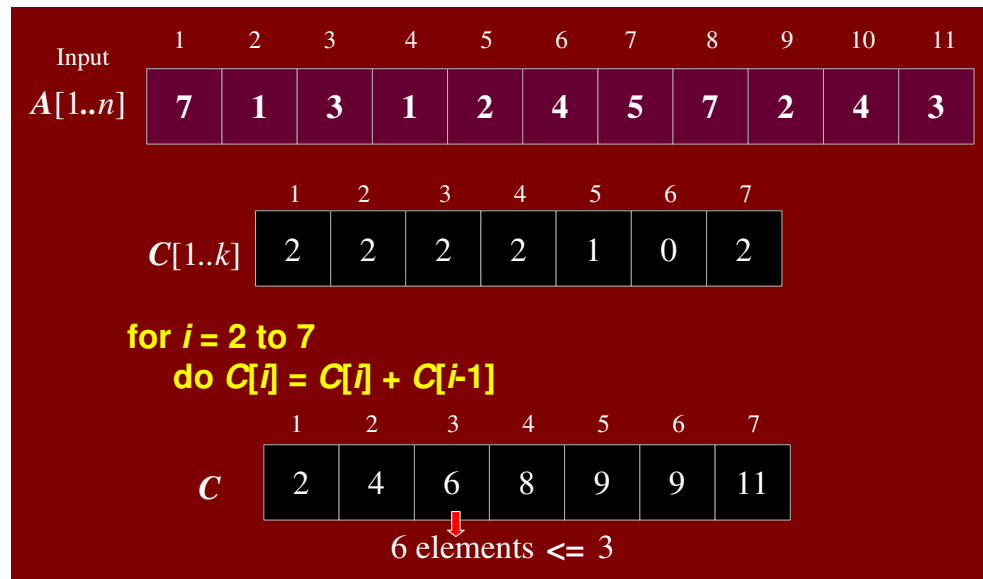 1 2 3 4 5 6 7 8 9 10 11
Input
A[1..n] 7 1 3 1 2 4 5 7 2 4 3
1 2 3 4 5 6 7
C[1..k] 2 2 2 2 1 0 2
for i = 2 to 7
do C[i] = C[i] + C[i-1]
1 2 3 4 5 6 7
C 2 4 6 8 9 9 11
6 elements <= 3